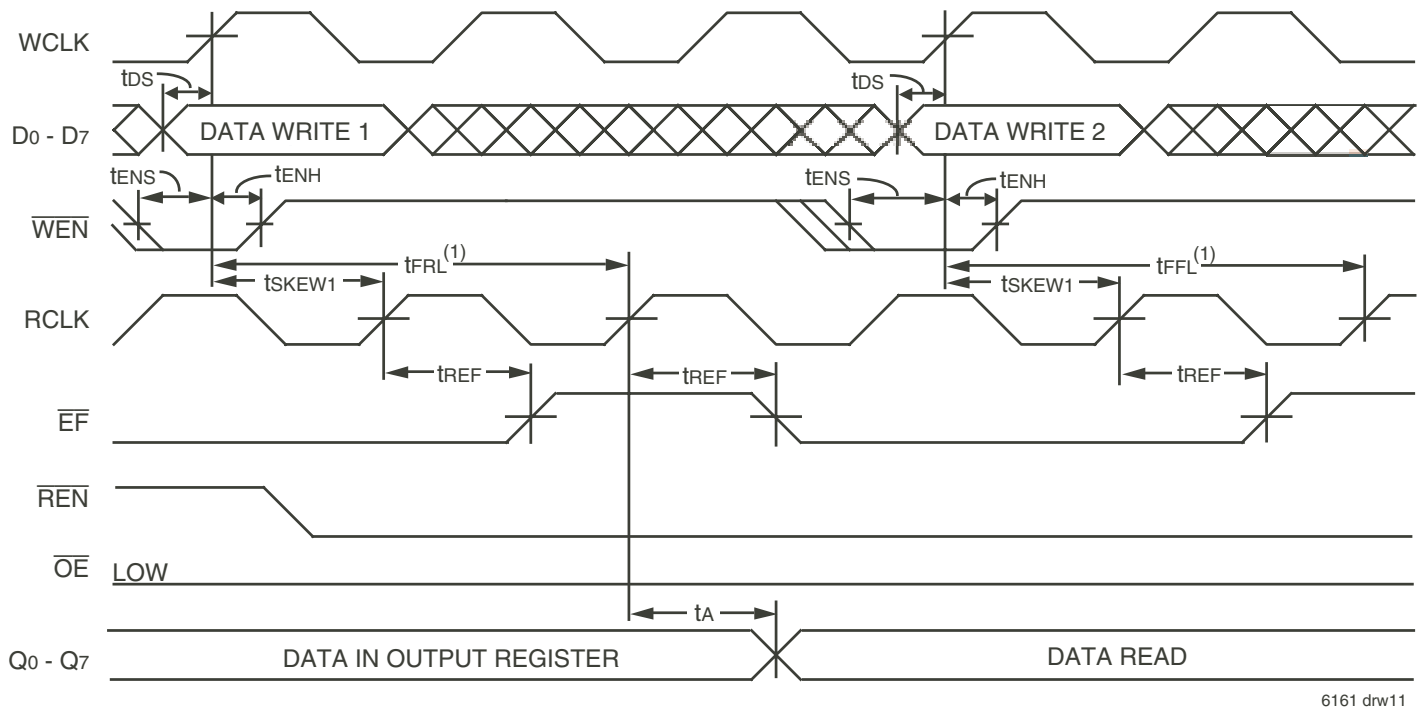 WCLK
tDS tDS
D0 - D7 DATA WRITE 1 DATA WRITE 2
tENS tENH tENS tENH
WEN
tFRL(1) tFFL(1)
tSKEW1 tSKEW1
RCLK
tREF tREF tREF
EF
REN
OE LOW
tA
Q0 - Q7 DATA IN OUTPUT REGISTER DATA READ
6161 drw11